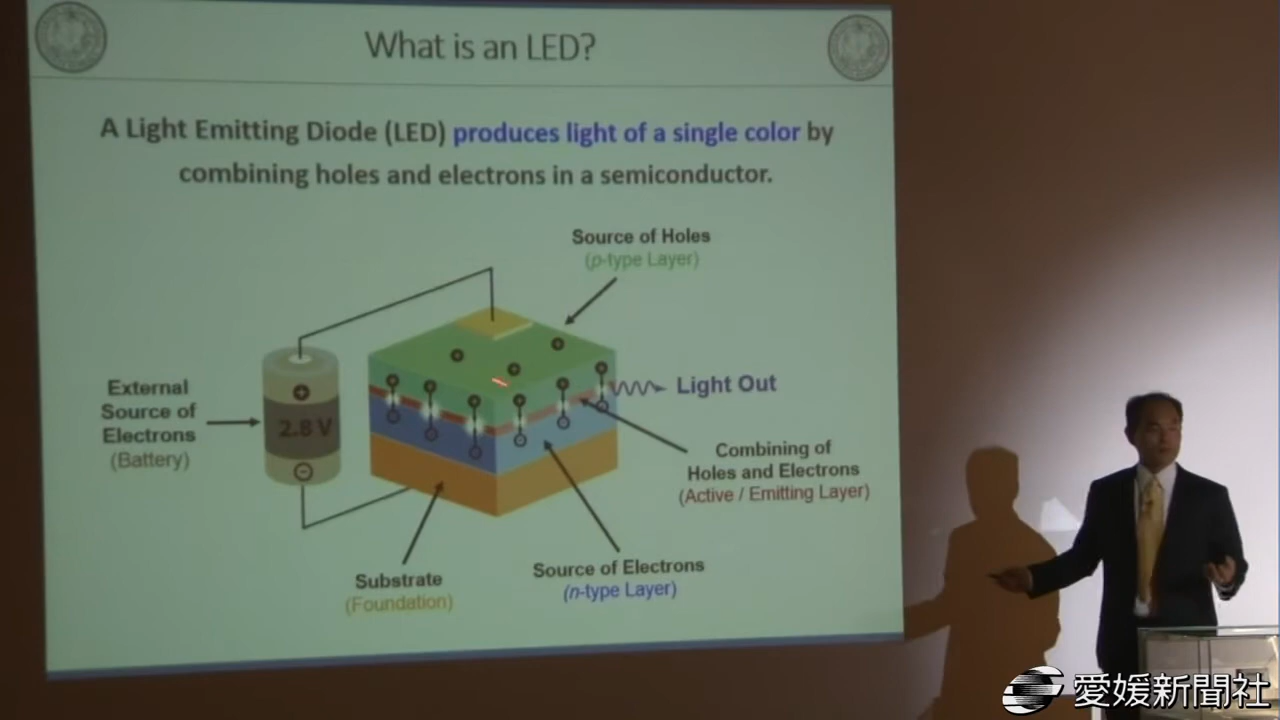 What is an LED?
A Light Emitting Diode (LED) produces light of a single color by
combining holes and electrons in a semiconductor.
Source of Holes
(p-type Layer)
External
Source of
Electrons
(Battery)
2.8 V
Light Out
Combining of
Holes and Electrons
(Active / Emitting Layer)
Source of Electrons
(n-type Layer)
Substrate
(Foundation)
愛媛新聞社